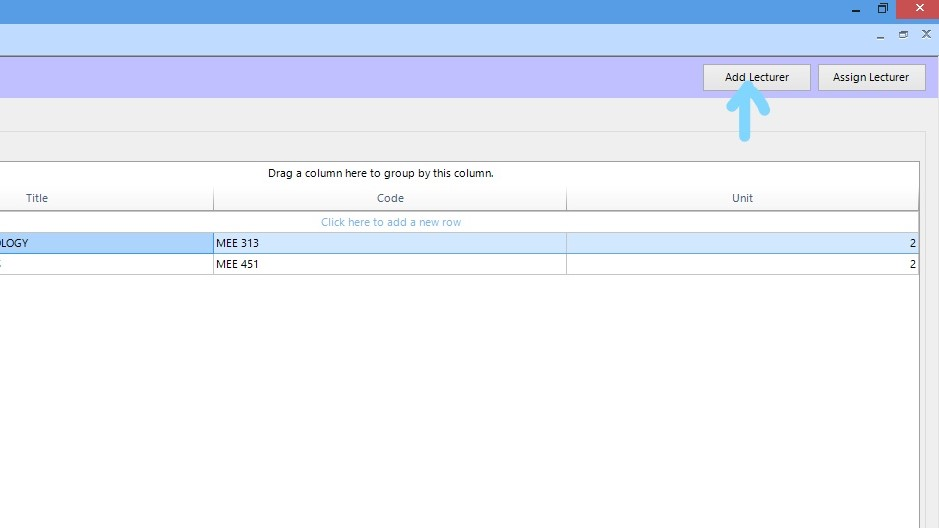 Add Lecturer Assign Lecturer
Drag a column here to group by this column.
Title Code Unit
Click here to add a new row
OLOGY MEE 313 2
MEE 451 2